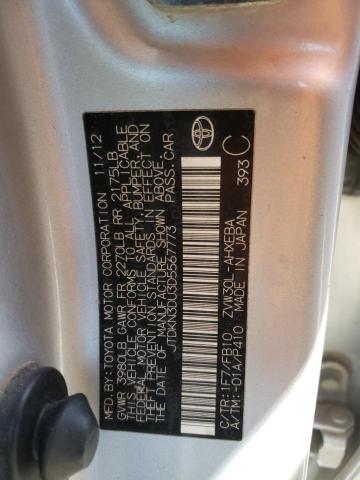 MFD. BY: TOYOTA MOTOR CORPORATION 11/12
GVWR 3980LB GAWR FR 2270LB RR 2175LB
THIS VEHICLE CONFORMS TO ALL APPLICABLE
FEDERAL MOTOR VEHICLE SAFETY, BUMPER, AND
THEFT PREVENTION STANDARDS IN EFFECT ON
THE DATE OF MANUFACTURE SHOWN ABOVE.
JTDKN3DU3D5567773 PASS.CAR
C/TR: 1F7/FB10 ZVW30L-AHXEBA
A/TM: -01A/P410 MADE IN JAPAN 393
C